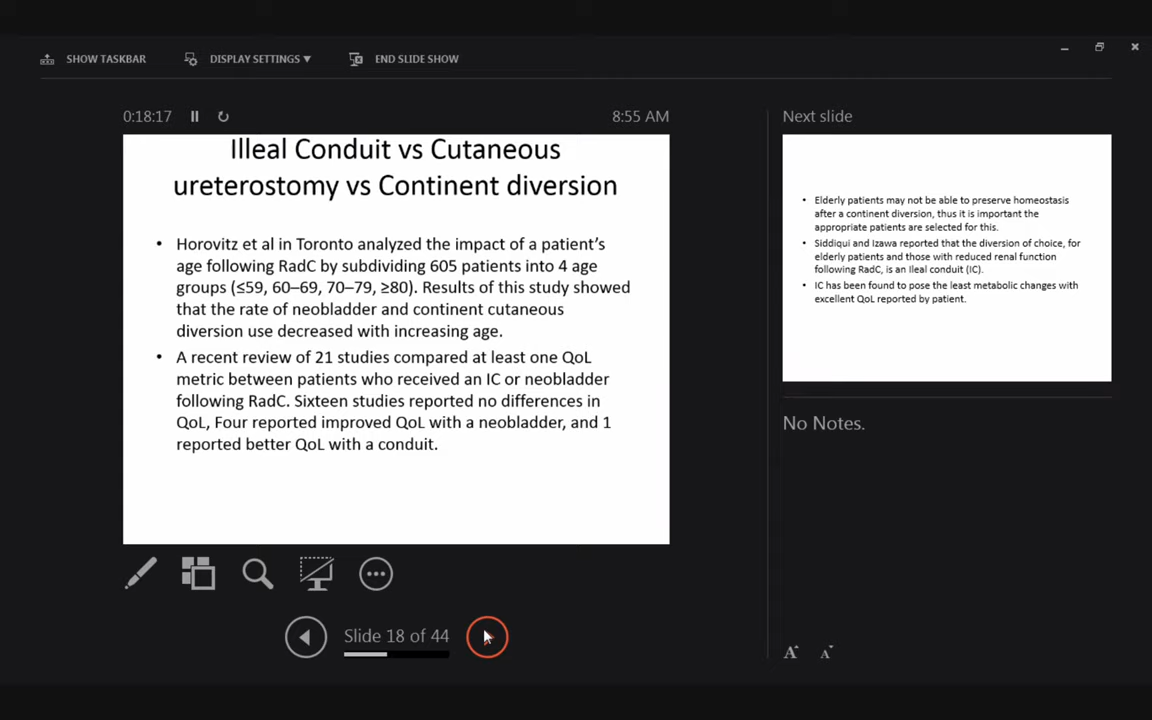 SHOW TASKBAR DISPLAY SETTINGS ▼ END SLIDE SHOW
0:18:17 8:55 AM
Illeal Conduit vs Cutaneous
ureterostomy vs Continent diversion
• Horovitz et al in Toronto analyzed the impact of a patient's
age following RadC by subdividing 605 patients into 4 age
groups (≤59, 60–69, 70–79, ≥80). Results of this study showed
that the rate of neobladder and continent cutaneous
diversion use decreased with increasing age.
• A recent review of 21 studies compared at least one QoL
metric between patients who received an IC or neobladder
following RadC. Sixteen studies reported no differences in
QoL, Four reported improved QoL with a neobladder, and 1
reported better QoL with a conduit.
Slide 18 of 44
Next slide
• Elderly patients may not be able to preserve homeostasis
after a continent diversion, thus it is important the
appropriate patients are selected for this.
• Siddiqui and Izawa reported that the diversion of choice, for
elderly patients and those with reduced renal function
following RadC, is an Ileal conduit (IC).
• IC has been found to pose the least metabolic changes with
excellent QoL reported by patient.
No Notes.
A A